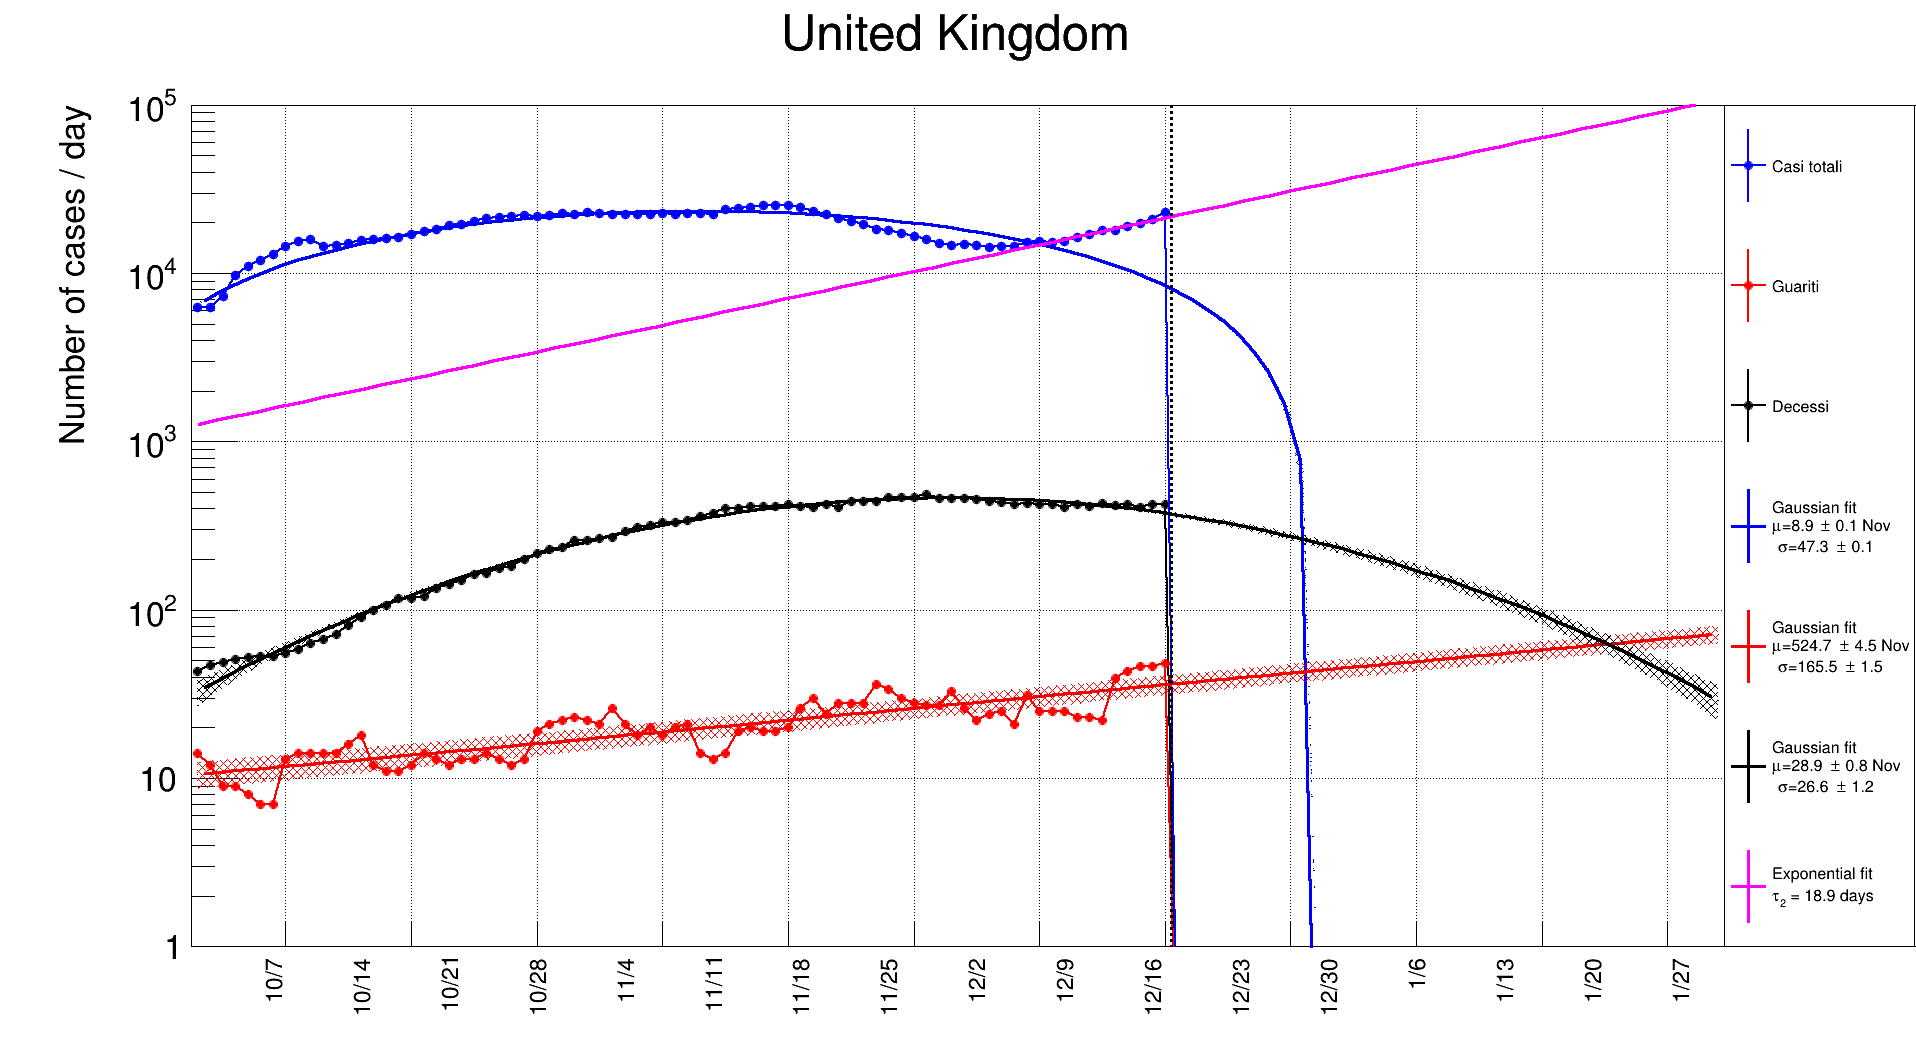 United Kingdom
Number of cases / day
10^5
10^4
10^3
10^2
10
1
10/7
10/14
10/21
10/28
11/4
11/11
11/18
11/25
12/2
12/9
12/16
12/23
12/30
1/6
1/13
1/20
1/27
Casi totali
Guariti
Decessi
Gaussian fit
μ=8.9 ± 0.1 Nov
σ=47.3 ± 0.1
Gaussian fit
μ=524.7 ± 4.5 Nov
σ=165.5 ± 1.5
Gaussian fit
μ=28.9 ± 0.8 Nov
σ=26.6 ± 1.2
Exponential fit
τ₂ = 18.9 days